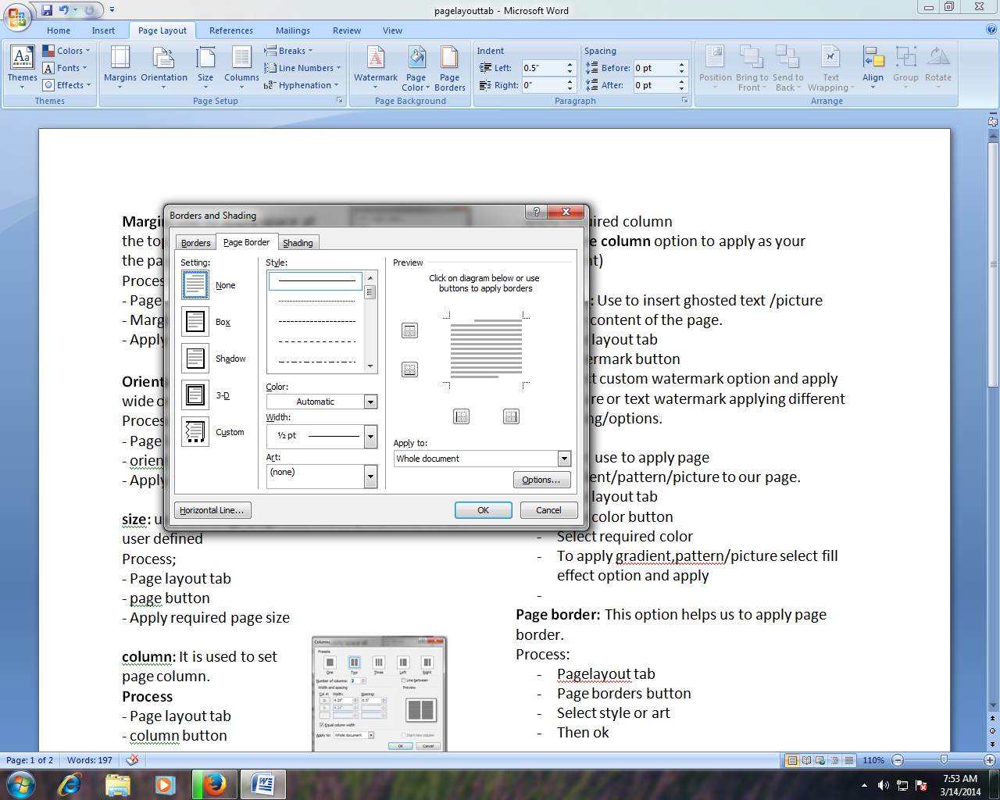 pagelayouttab - Microsoft Word
Home Insert Page Layout References Mailings Review View
Themes
Colors
Fonts
Effects
Themes
Margins Orientation Size Columns
Breaks
Line Numbers
Hyphenation
Page Setup
Watermark Page Color Page Borders
Page Background
Indent
Left: 0.5"
Right: 0"
Spacing
Before: 0 pt
After: 0 pt
Paragraph
Position Bring to Front Send to Back Text Wrapping Align Group Rotate
Arrange
Margin
the top
the pa
Process
- Page
- Marg
- Apply
Orient
wide o
Process
- Page
- orien
- Apply
size: u
user defined
Process;
- Page layout tab
- page button
- Apply required page size
column: It is used to set
page column.
Process
- Page layout tab
- column button
Borders and Shading
Borders Page Border Shading
Setting:
None
Box
Shadow
3-D
Custom
Style:
Color:
Automatic
Width:
½ pt
Art:
(none)
Preview
Click on diagram below or use
buttons to apply borders
Apply to:
Whole document
Options...
Horizontal Line...
OK
Cancel
uired column
e column option to apply as your
nt)
: Use to insert ghosted text /picture
content of the page.
layout tab
ermark button
ct custom watermark option and apply
re or text watermark applying different
ng/options.
use to apply page
ent/pattern/picture to our page.
layout tab
color button
- Select required color
- To apply gradient,pattern/picture select fill
effect option and apply
-
Page border: This option helps us to apply page
border.
Process:
- Pagelayout tab
- Page borders button
- Select style or art
- Then ok
Columns
Presets
One Two Three Left Right
Number of columns: 2
Line between
Width and spacing
Preview
Col #: Width: Spacing:
1: 4.25" 0.5"
2: 4.25"
Equal column width
Apply to: Whole document
Start new column
OK Cancel
Page: 1 of 2 Words: 197
110%
7:53 AM
3/14/2014